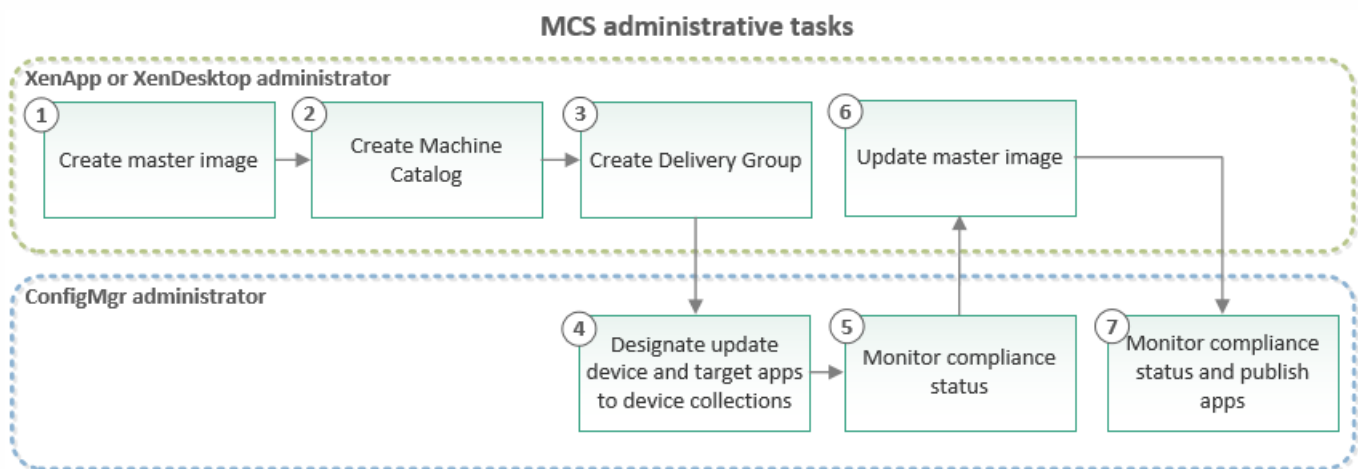 MCS administrative tasks
XenApp or XenDesktop administrator
1
Create master image
2
Create Machine
Catalog
3
Create Delivery Group
6
Update master image
ConfigMgr administrator
4
Designate update
device and target apps
to device collections
5
Monitor compliance
status
7
Monitor compliance
status and publish
apps